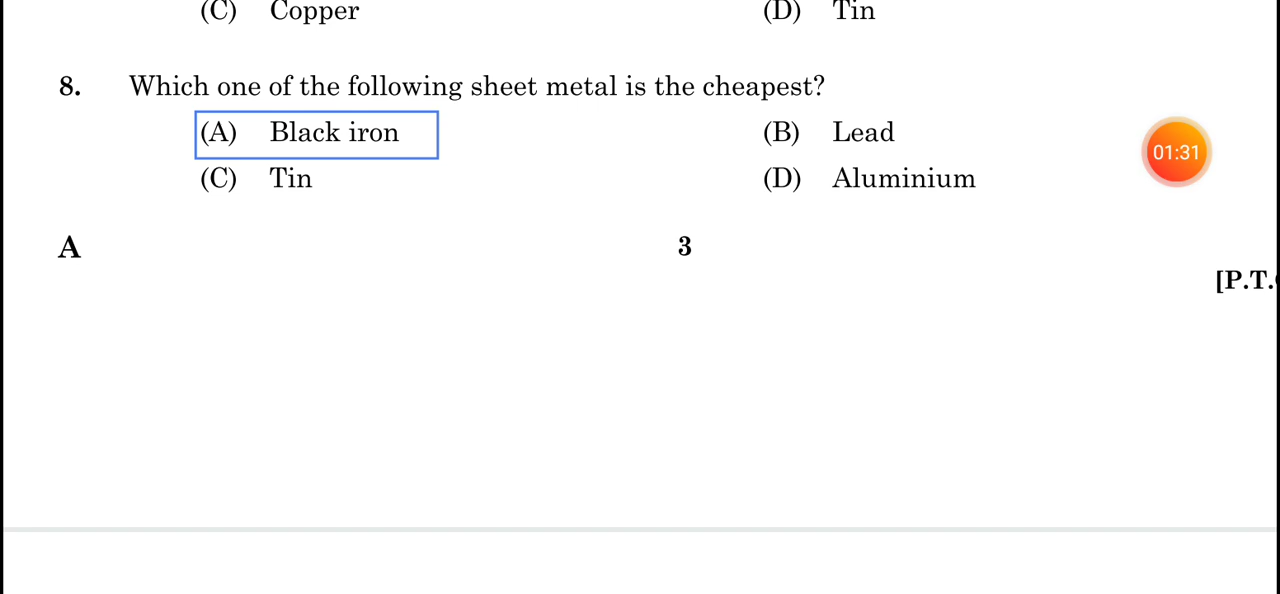 (C) Copper (D) Tin
8. Which one of the following sheet metal is the cheapest?
(A) Black iron (B) Lead
01:31
(C) Tin (D) Aluminium
A 3
[P.T.